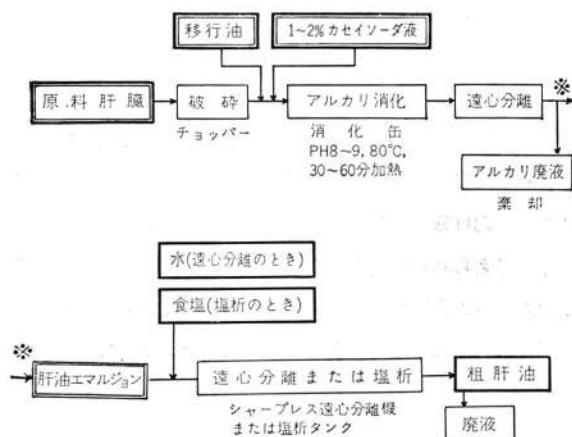 移行油
1~2%カセイソーダ液
原料肝臓
破砕
アルカリ消化
遠心分離
※
チョッパー
消化缶
PH8~9, 80℃,
30~60分加熱
アルカリ廃液
棄却
水(遠心分離のとき)
食塩(塩析のとき)
※
肝油エマルジョン
遠心分離または塩析
粗肝油
シャープレス遠心分離機
または塩析タンク
廃液